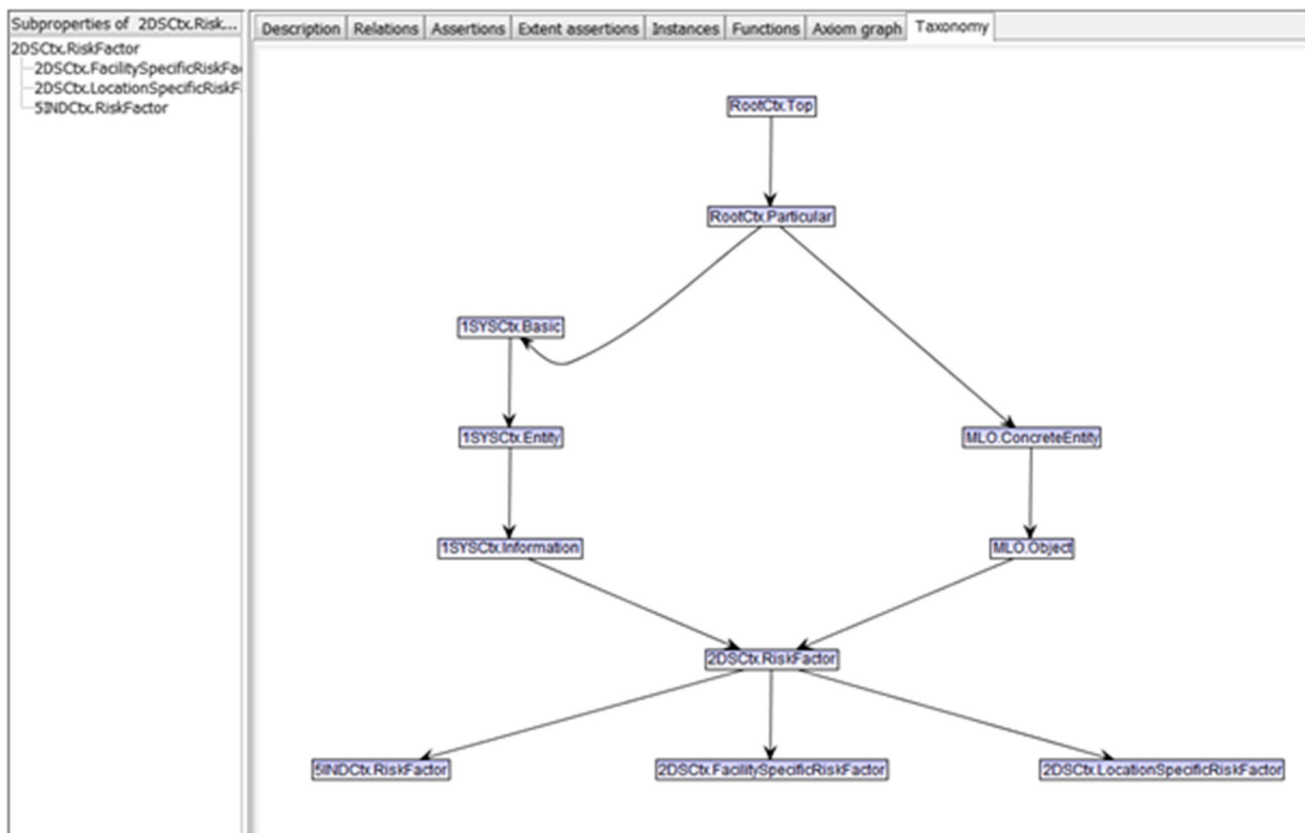 Subproperties of 2DSCtx.Risk...
2DSCtx.RiskFactor
2DSCtx.FacilitySpecificRiskFa
2DSCtx.LocationSpecificRiskF
5INDCtx.RiskFactor
Description Relations Assertions Extent assertions Instances Functions Axiom graph Taxonomy
RootCtx.Top
RootCtx.Particular
1SYSCtx.Basic
1SYSCtx.Entity
MLO.ConcreteEntity
1SYSCtx.Information
MLO.Object
2DSCtx.RiskFactor
5INDCtx.RiskFactor
2DSCtx.FacilitySpecificRiskFactor
2DSCtx.LocationSpecificRiskFactor